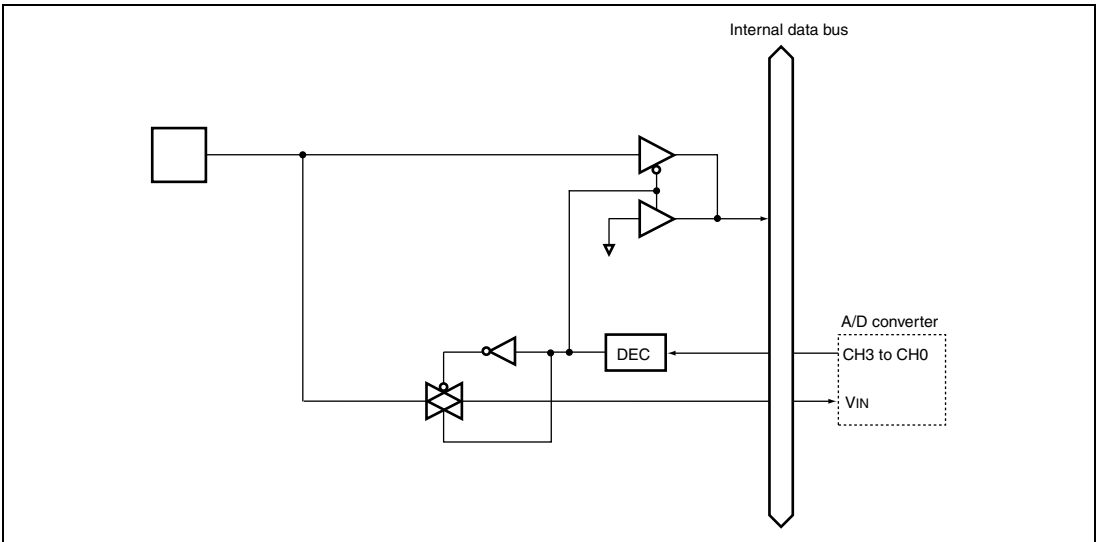 Internal data bus
A/D converter
DEC
CH3 to CH0
VIN